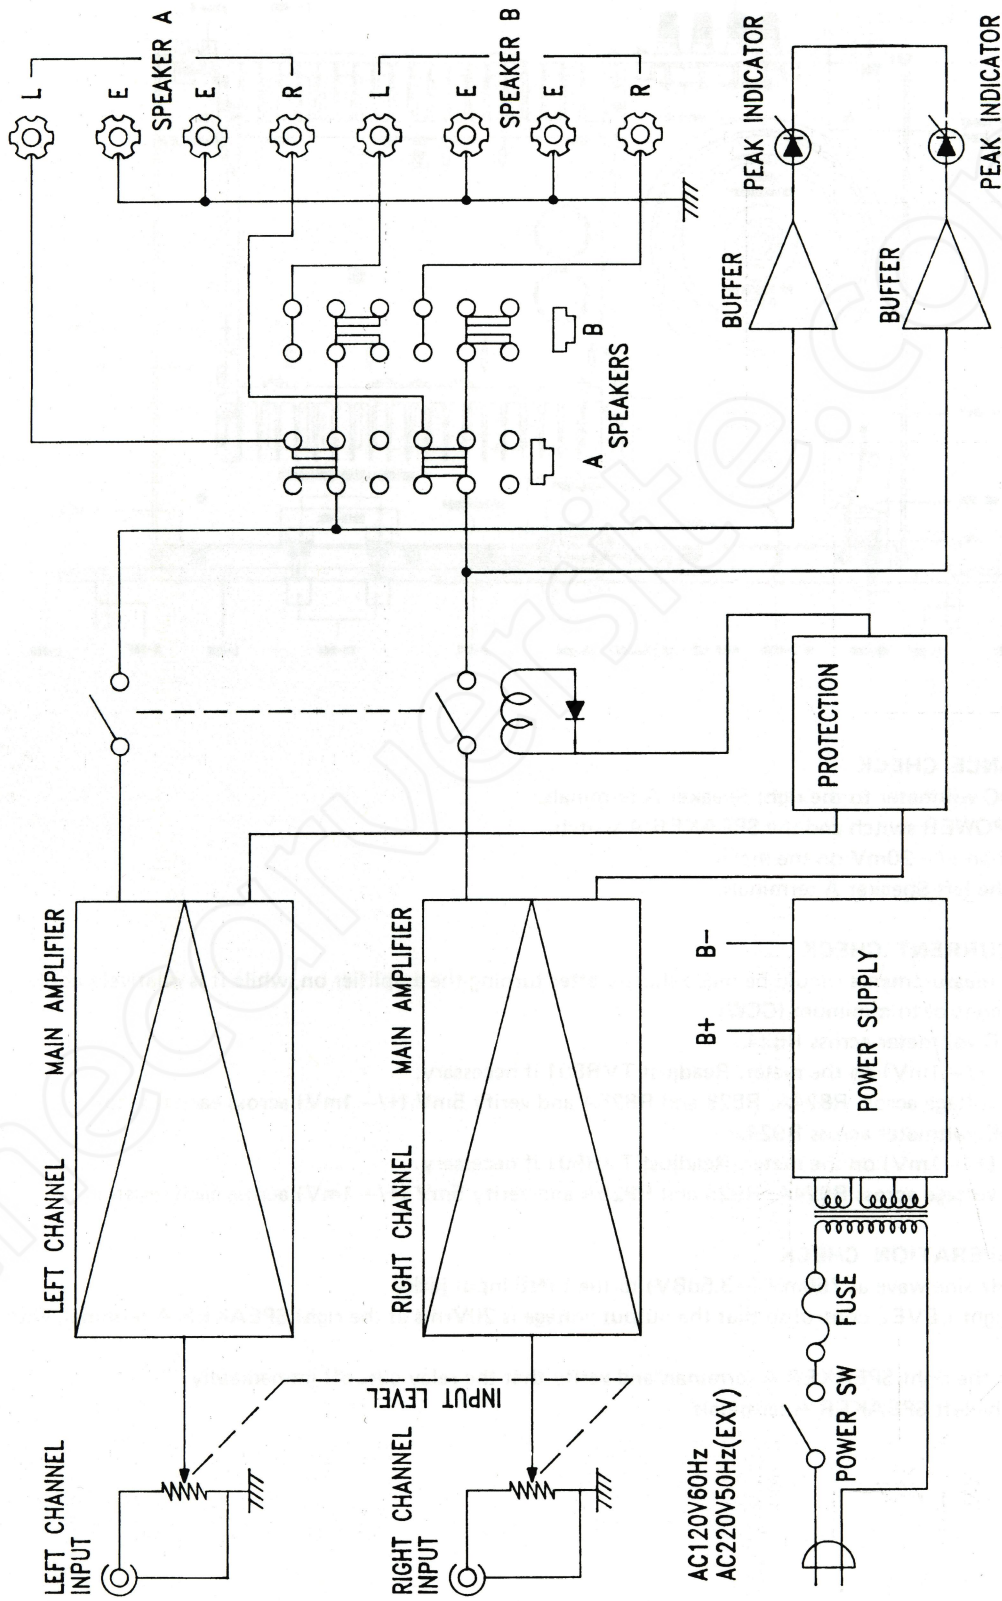 LEFT CHANNEL
INPUT
RIGHT CHANNEL
INPUT
INPUT LEVEL
LEFT CHANNEL
MAIN AMPLIFIER
RIGHT CHANNEL
MAIN AMPLIFIER
AC120V60Hz
AC220V50Hz(EXV)
POWER SW
FUSE
POWER SUPPLY
B+
B-
PROTECTION
A
B
SPEAKERS
BUFFER
BUFFER
PEAK INDICATOR
PEAK INDICATOR
L
E
E
R
SPEAKER A
L
E
E
R
SPEAKER B